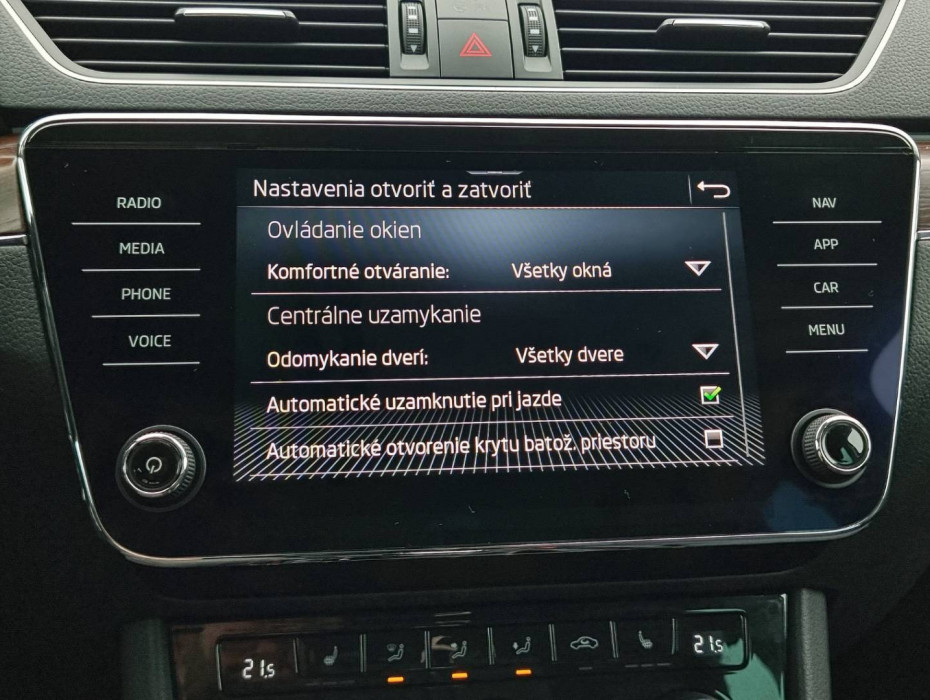 RADIO
MEDIA
PHONE
VOICE
Nastavenia otvoriť a zatvoriť
Ovládanie okien
Komfortné otváranie: Všetky okná
Centrálne uzamykanie
Odomykanie dverí: Všetky dvere
Automatické uzamknutie pri jazde
Automatické otvorenie krytu batož. priestoru
NAV
APP
CAR
MENU
21.5
21.5